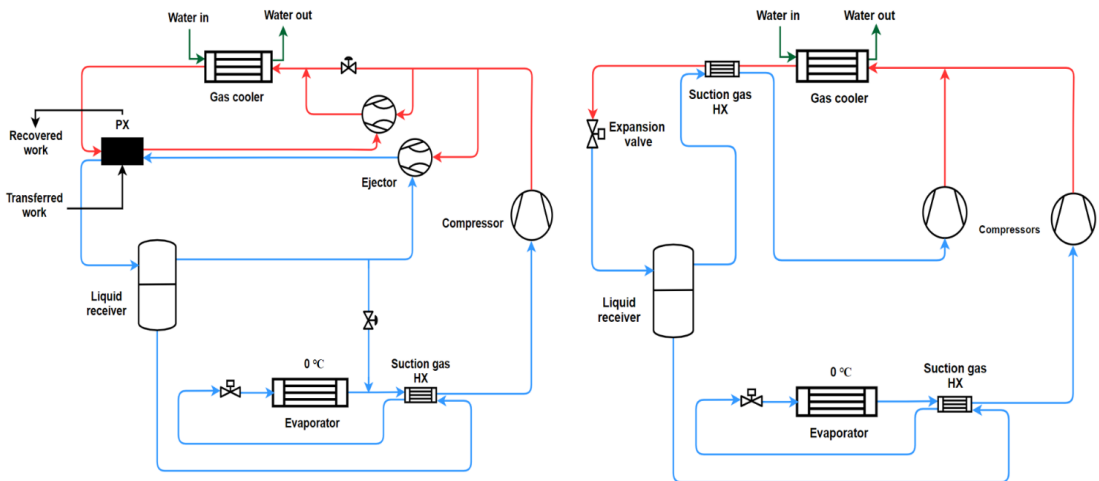 Water in
Water out
Gas cooler
PX
Recovered
work
Transferred
work
Ejector
Compressor
Liquid
receiver
0 ℃
Suction gas
HX
Evaporator
Water in
Water out
Suction gas
HX
Gas cooler
Expansion
valve
Compressors
Liquid
receiver
0 ℃
Suction gas
HX
Evaporator